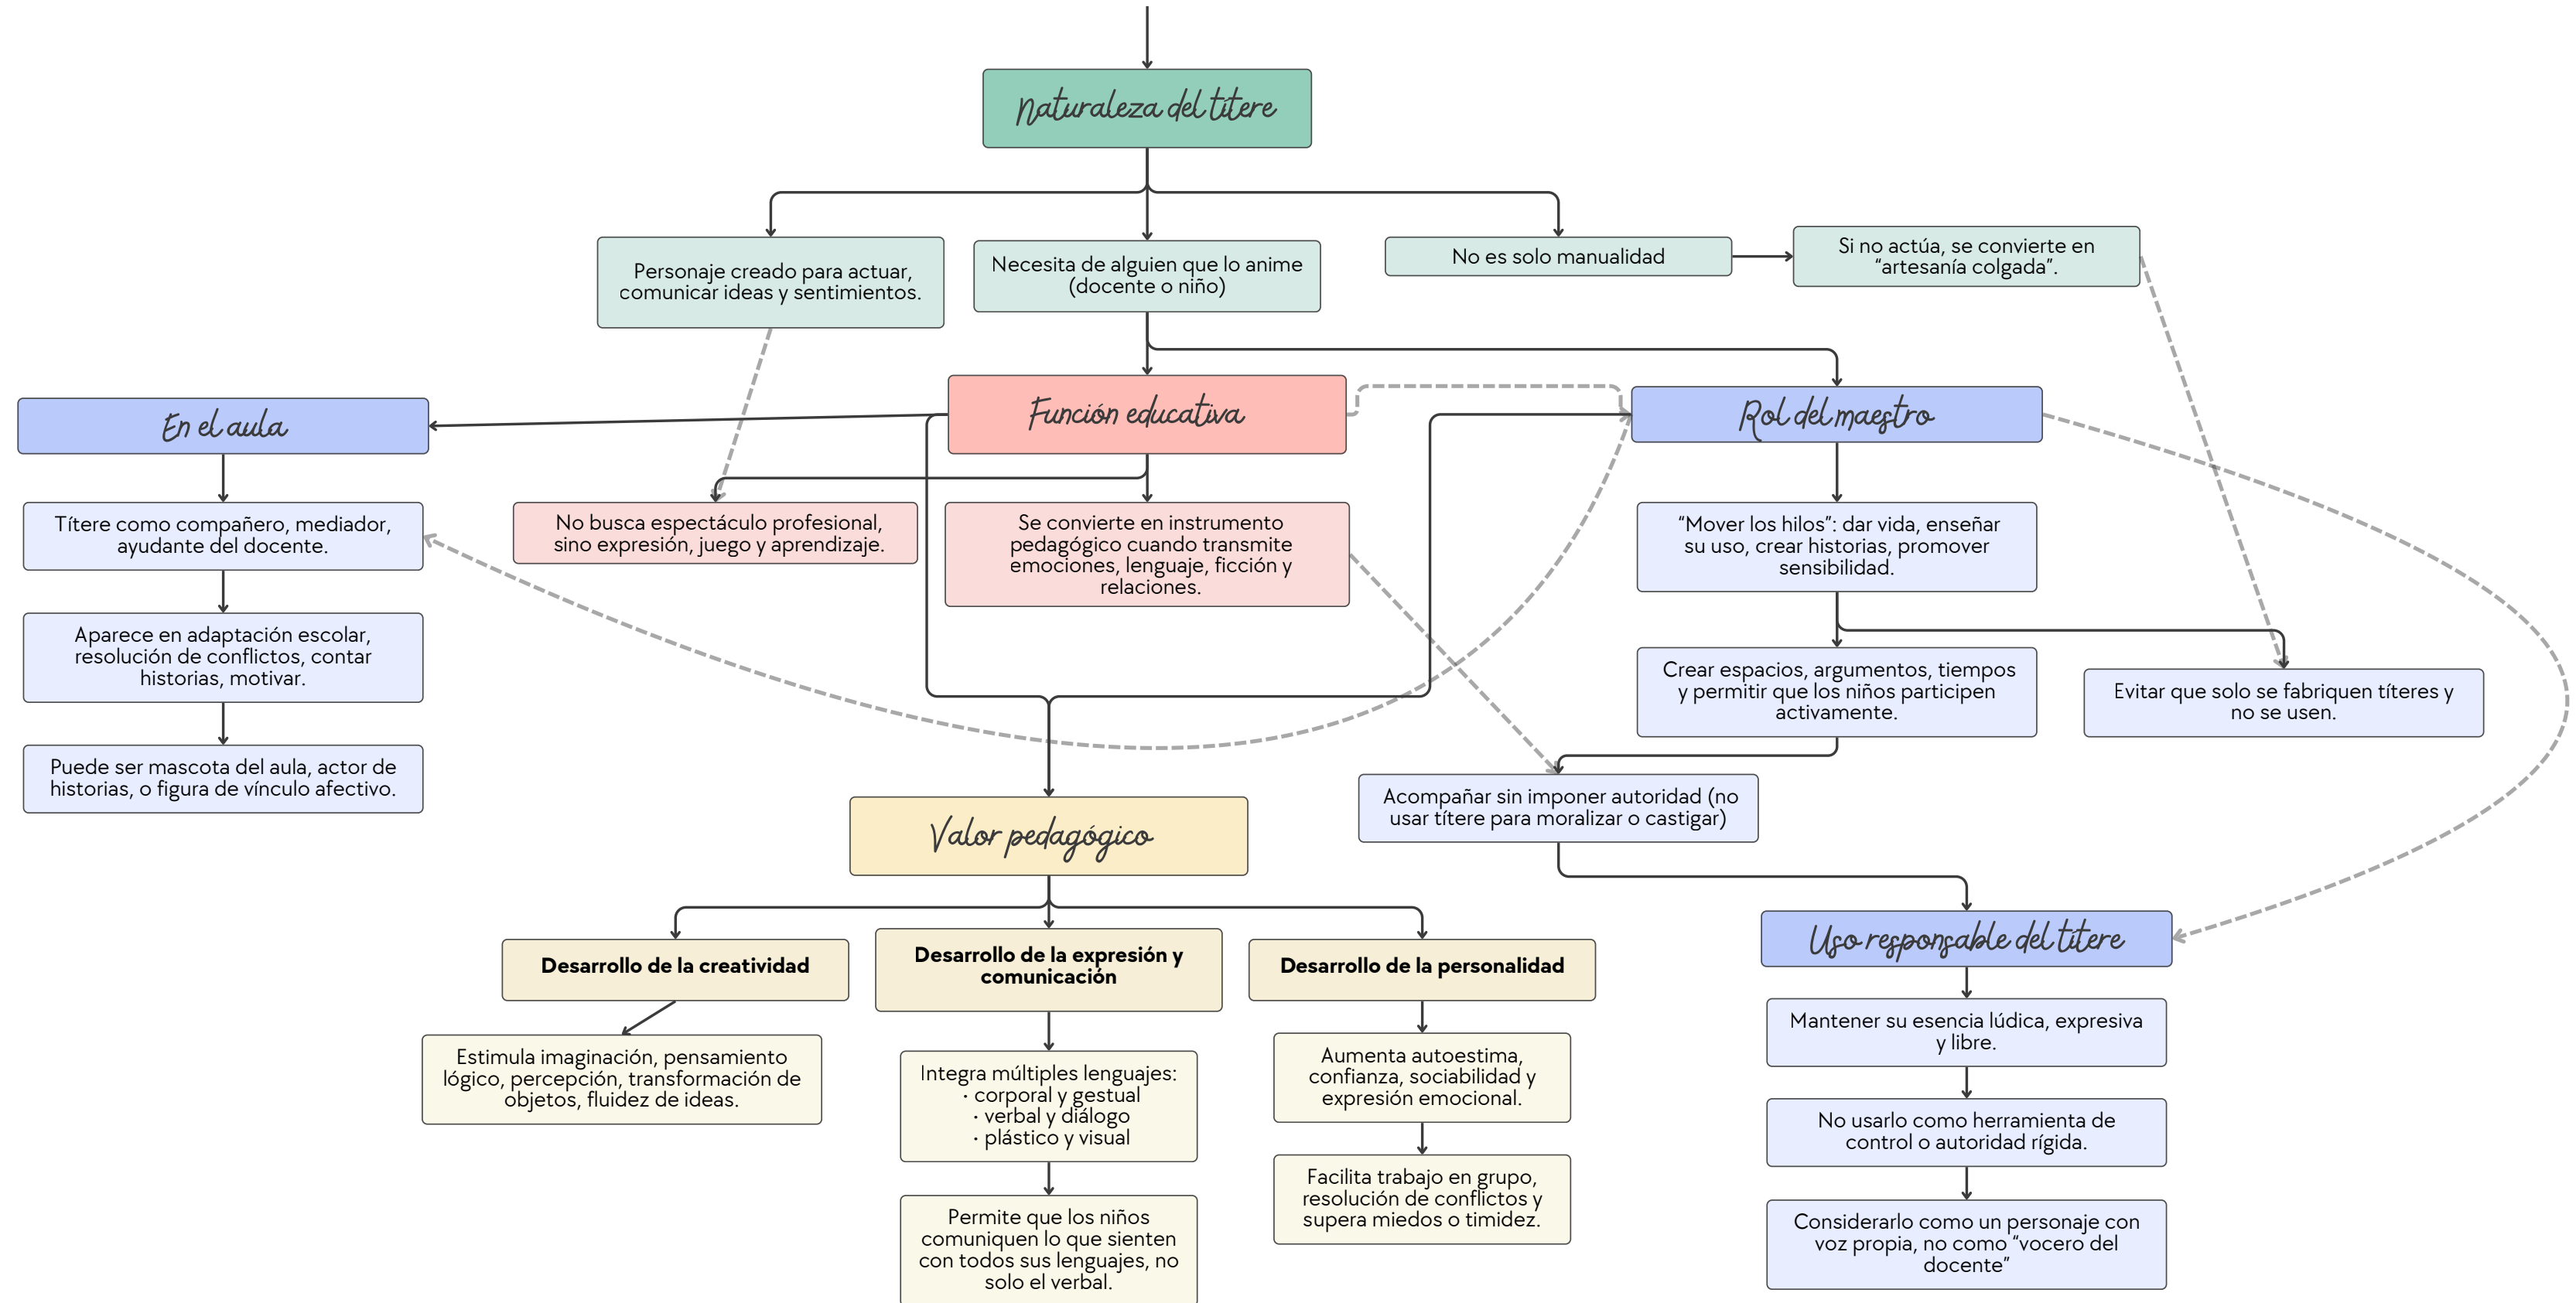 Naturaleza del títere
Personaje creado para actuar,
comunicar ideas y sentimientos.
Necesita de alguien que lo anime
(docente o niño)
No es solo manualidad
Si no actúa, se convierte en
“artesanía colgada”.
En el aula
Función educativa
Rol del maestro
Títere como compañero, mediador,
ayudante del docente.
No busca espectáculo profesional,
sino expresión, juego y aprendizaje.
Se convierte en instrumento
pedagógico cuando transmite
emociones, lenguaje, ficción y
relaciones.
“Mover los hilos”: dar vida, enseñar
su uso, crear historias, promover
sensibilidad.
Aparece en adaptación escolar,
resolución de conflictos, contar
historias, motivar.
Crear espacios, argumentos, tiempos
y permitir que los niños participen
activamente.
Evitar que solo se fabriquen títeres y
no se usen.
Puede ser mascota del aula, actor de
historias, o figura de vínculo afectivo.
Acompañar sin imponer autoridad (no
usar títere para moralizar o castigar)
Valor pedagógico
Uso responsable del títere
Desarrollo de la creatividad
Desarrollo de la expresión y
comunicación
Desarrollo de la personalidad
Estimula imaginación, pensamiento
lógico, percepción, transformación de
objetos, fluidez de ideas.
Integra múltiples lenguajes:
· corporal y gestual
· verbal y diálogo
· plástico y visual
Aumenta autoestima,
confianza, sociabilidad y
expresión emocional.
Mantener su esencia lúdica, expresiva
y libre.
No usarlo como herramienta de
control o autoridad rígida.
Permite que los niños
comuniquen lo que sienten
con todos sus lenguajes, no
solo el verbal.
Facilita trabajo en grupo,
resolución de conflictos y
supera miedos o timidez.
Considerarlo como un personaje con
voz propia, no como “vocero del
docente”